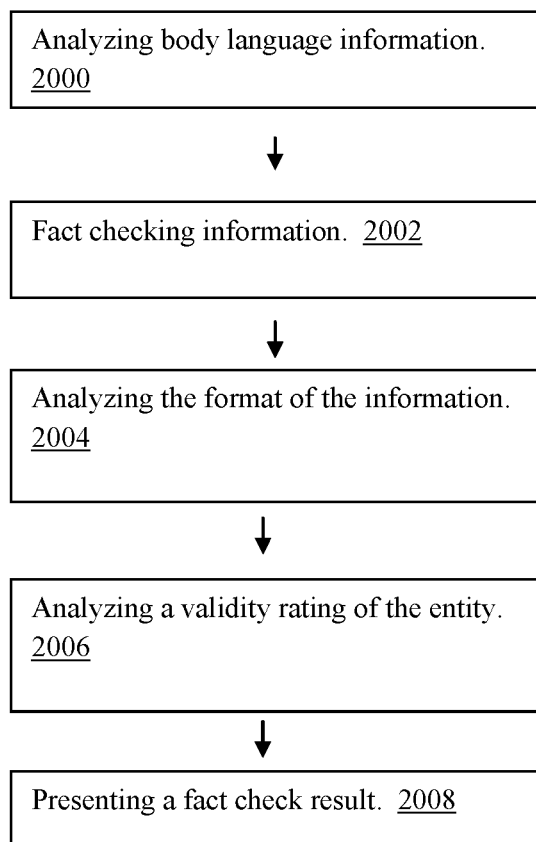 Analyzing body language information.
2000
Fact checking information. 2002
Analyzing the format of the information.
2004
Analyzing a validity rating of the entity.
2006
Presenting a fact check result. 2008